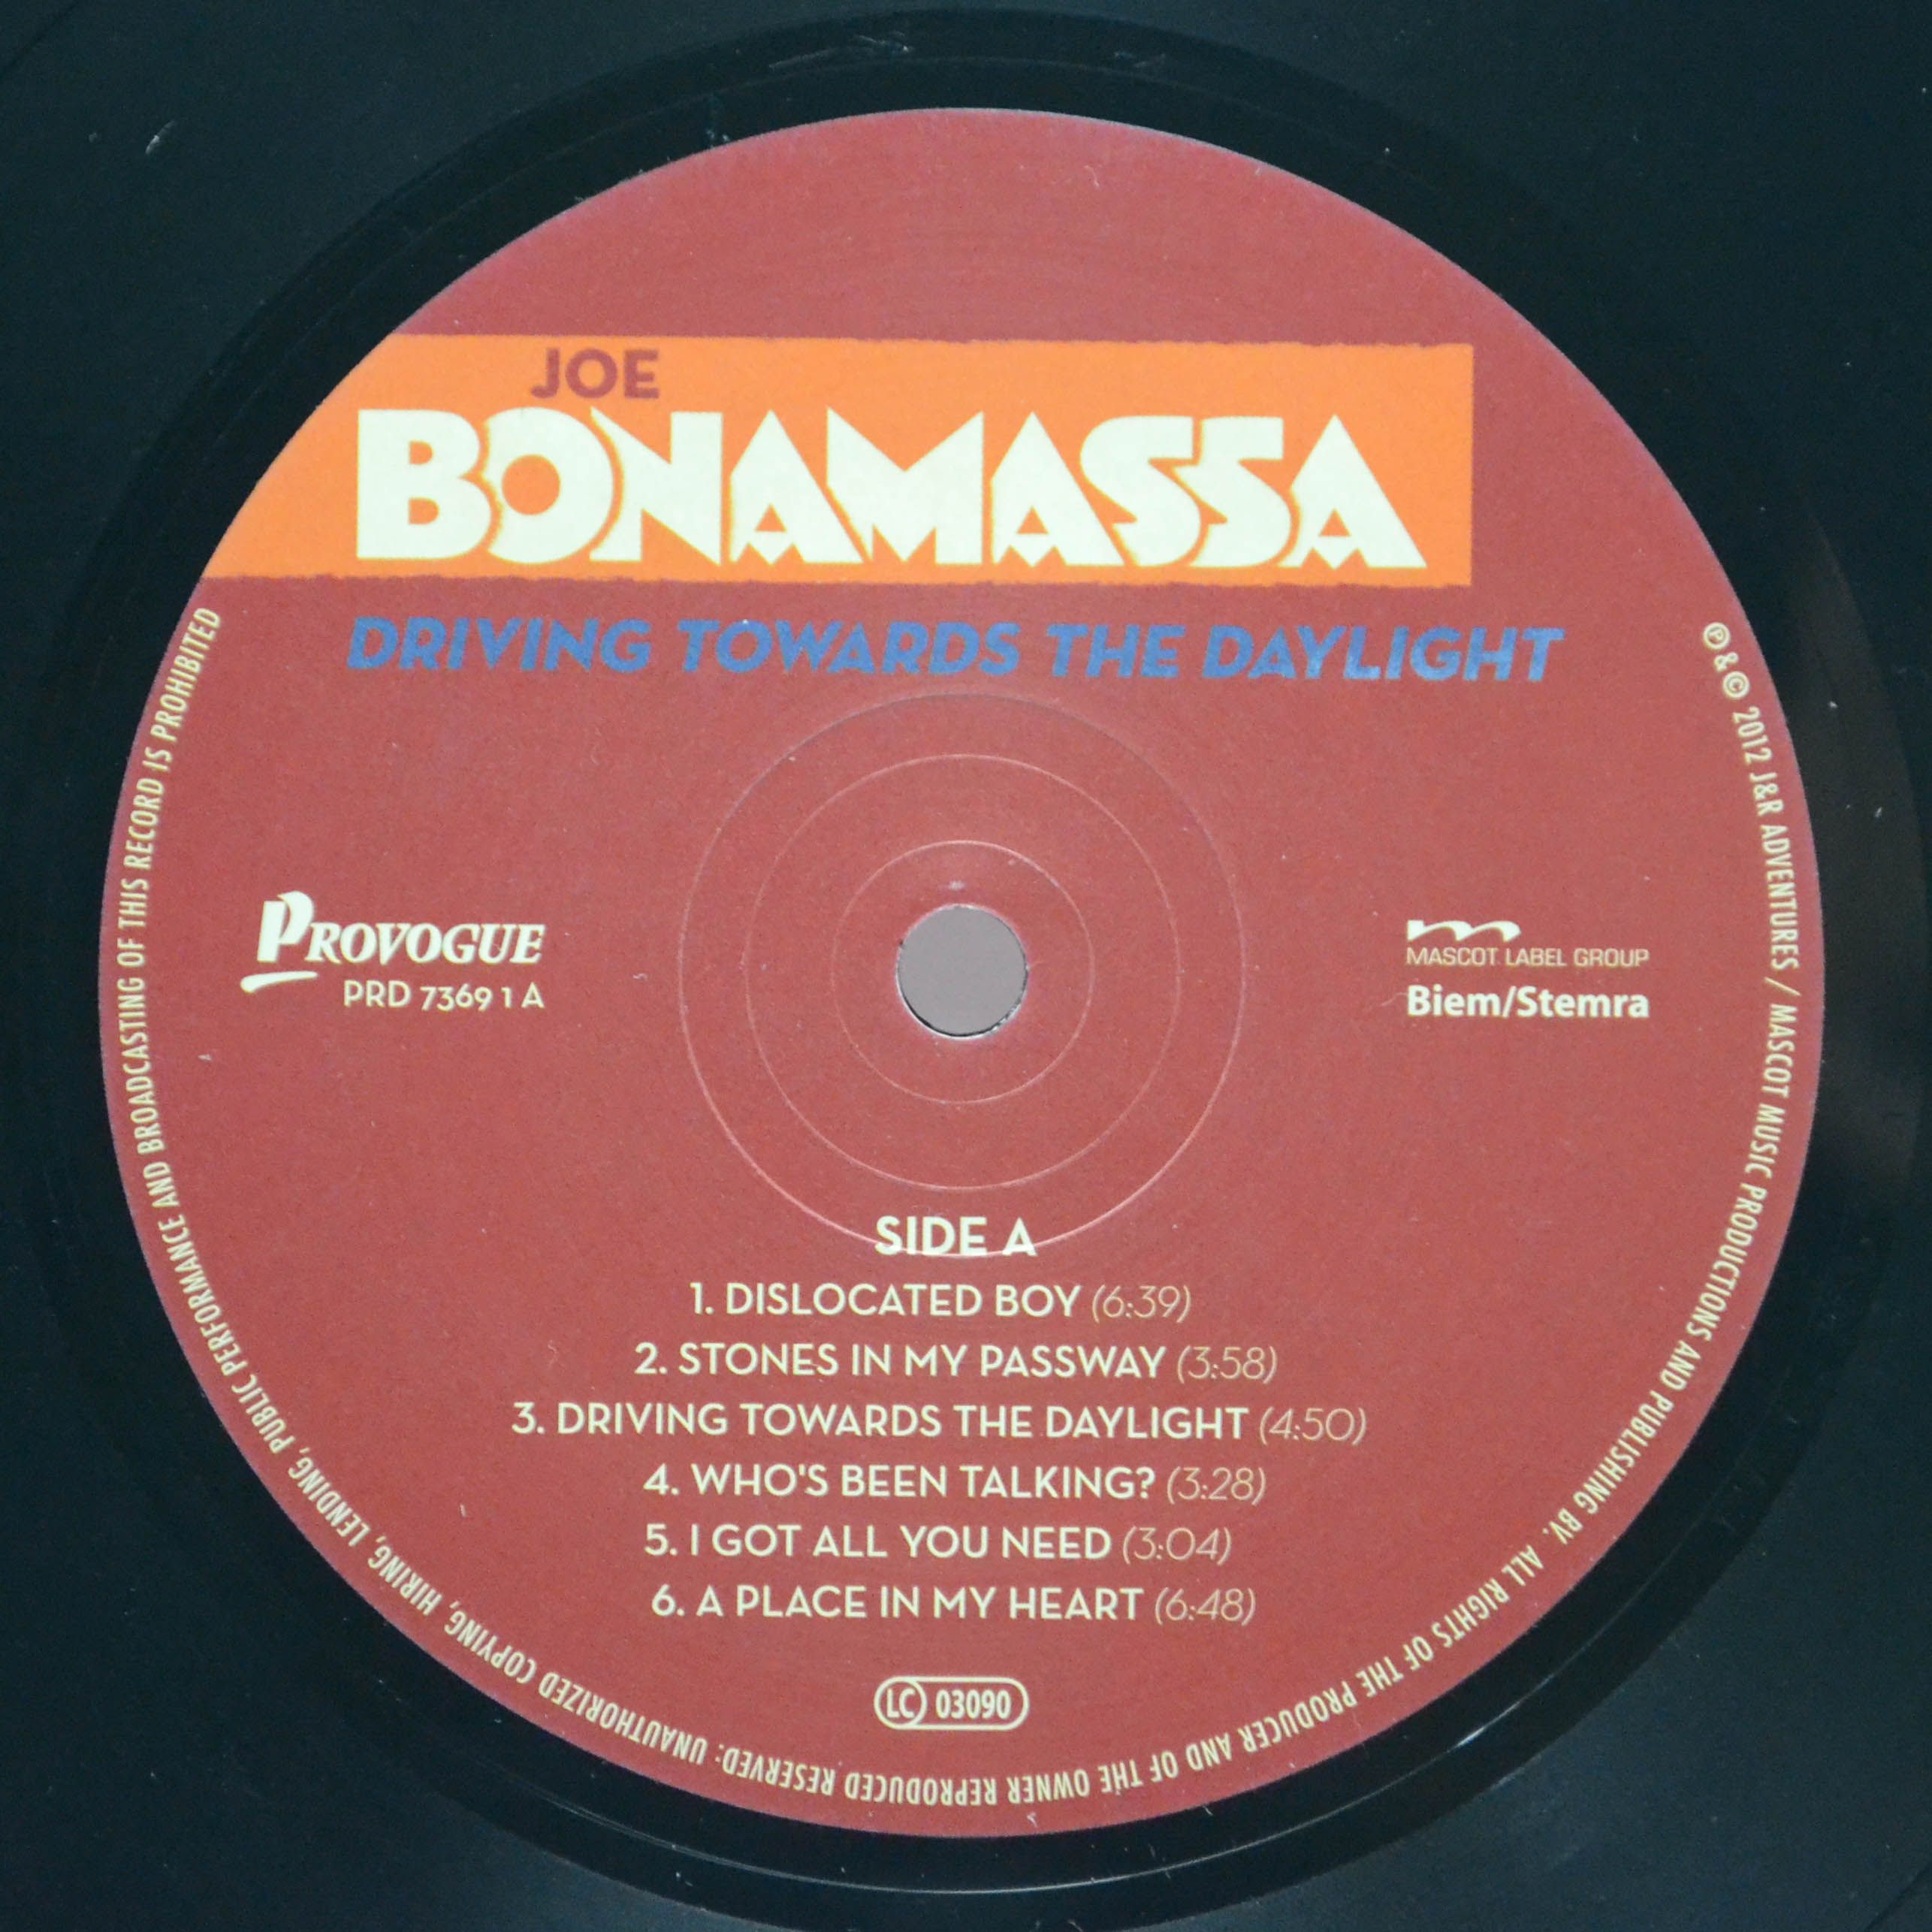 JOE
BONAMASSA
DRIVING TOWARDS THE DAYLIGHT
PROVOGUE
PRD 7369 1 A
MASCOT LABEL GROUP
Biem/Stemra
SIDE A
1. DISLOCATED BOY (6:39)
2. STONES IN MY PASSWAY (3:58)
3. DRIVING TOWARDS THE DAYLIGHT (4:50)
4. WHO'S BEEN TALKING? (3:28)
5. I GOT ALL YOU NEED (3:04)
6. A PLACE IN MY HEART (6:48)
LC 03090
℗ & © 2012 J&R ADVENTURES / MASCOT MUSIC PRODUCTIONS AND PUBLISHING BV. ALL RIGHTS OF THE PRODUCER AND OF THE OWNER REPRODUCED RESERVED: UNAUTHORIZED COPYING, HIRING, LENDING, PUBLIC PERFORMANCE AND BROADCASTING OF THIS RECORD IS PROHIBITED